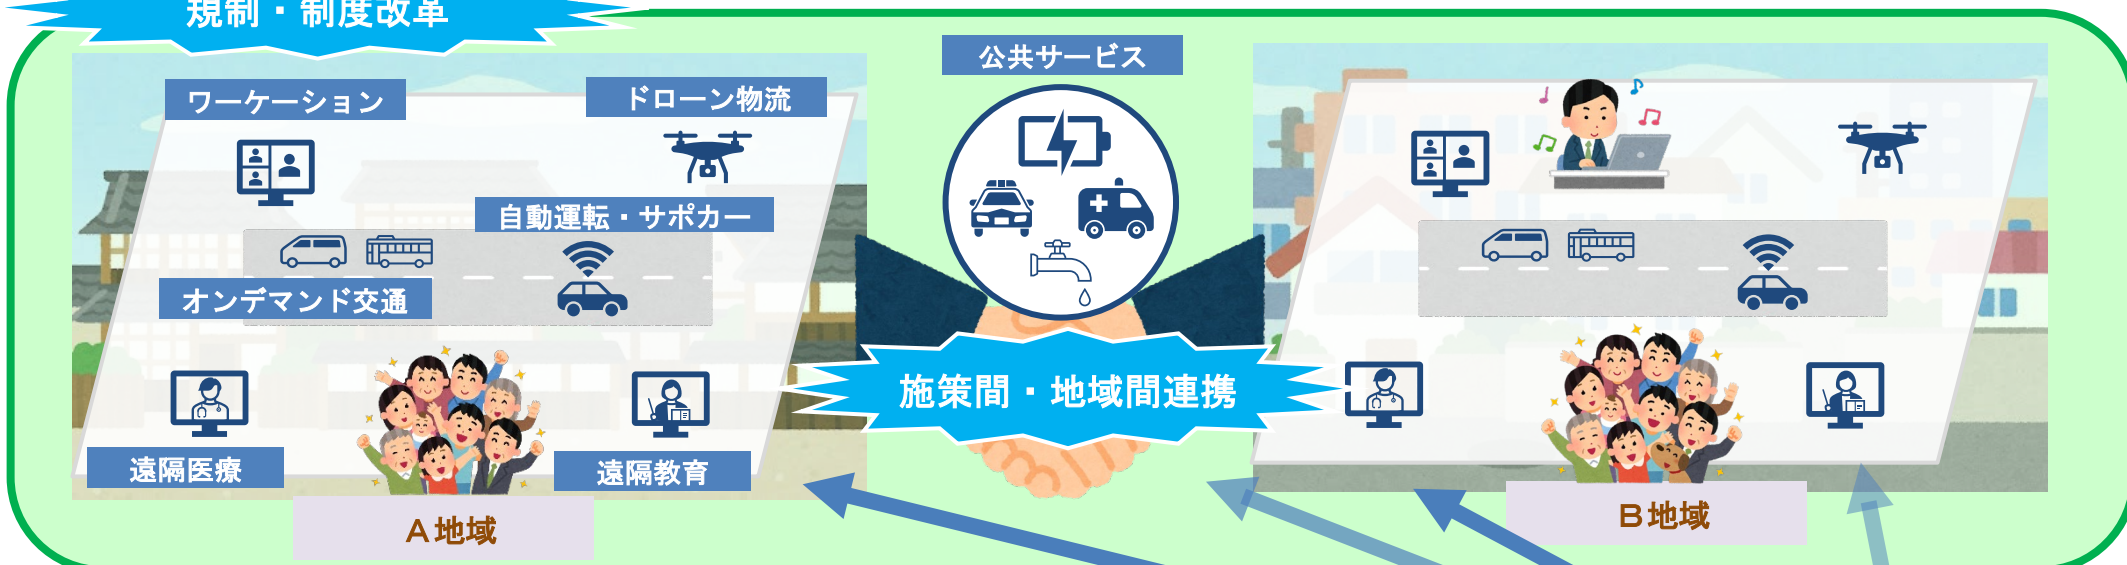 規制・制度改革
公共サービス
ワーケーション
ドローン物流
自動運転・サポカー
オンデマンド交通
施策間・地域間連携
遠隔医療
遠隔教育
A地域
B地域